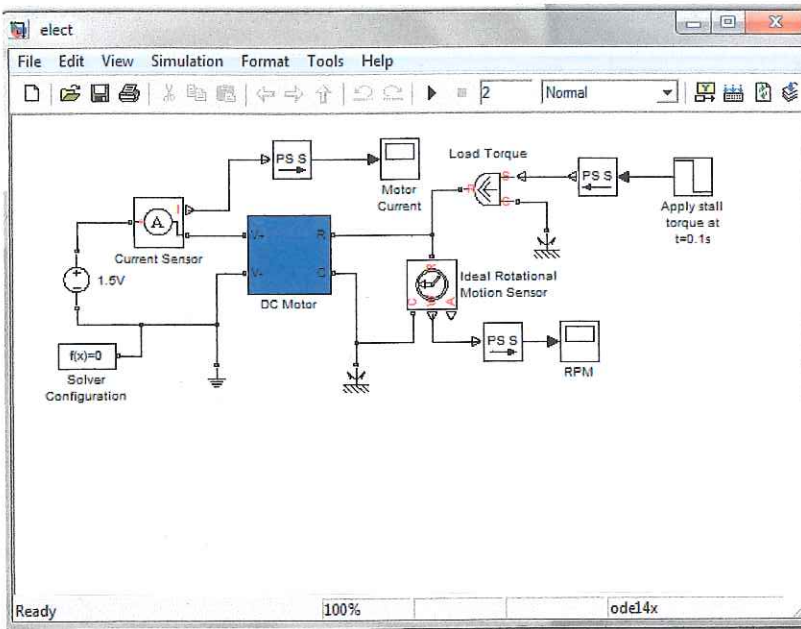 elect
File Edit View Simulation Format Tools Help
2 Normal
PS S
Motor
Current
Load Torque
R
S
C
PS S
Apply stall
torque at
t=0.1s
A
I
Current Sensor
1.5V
V+
V-
R
C
DC Motor
Ideal Rotational
Motion Sensor
R
C
W
A
PS S
RPM
f(x)=0
Solver
Configuration
Ready 100% ode14x